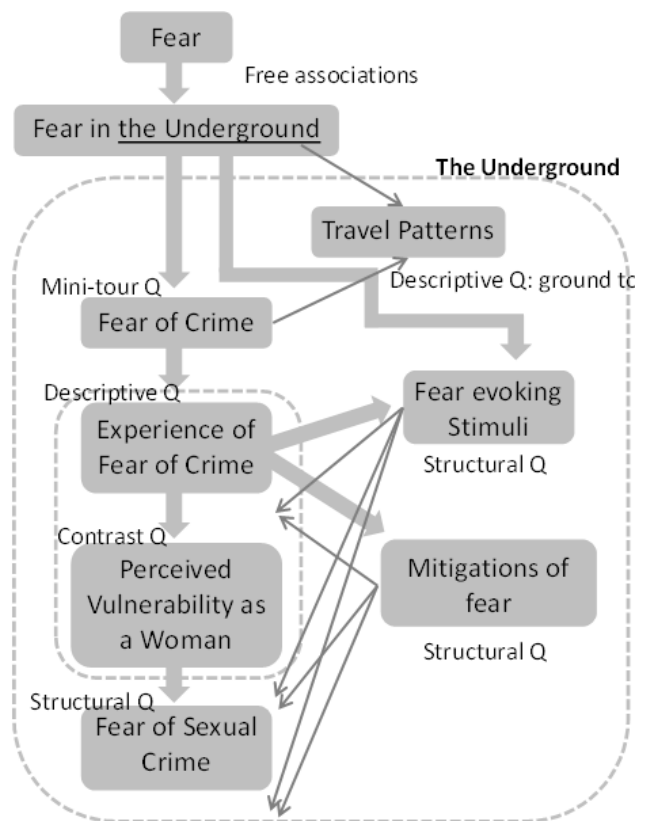 Fear
Free associations
Fear in the Underground
The Underground
Travel Patterns
Mini-tour Q
Descriptive Q: ground to
Fear of Crime
Descriptive Q
Fear evoking
Stimuli
Experience of
Fear of Crime
Structural Q
Contrast Q
Perceived
Vulnerability as
a Woman
Mitigations of
fear
Structural Q
Structural Q
Fear of Sexual
Crime